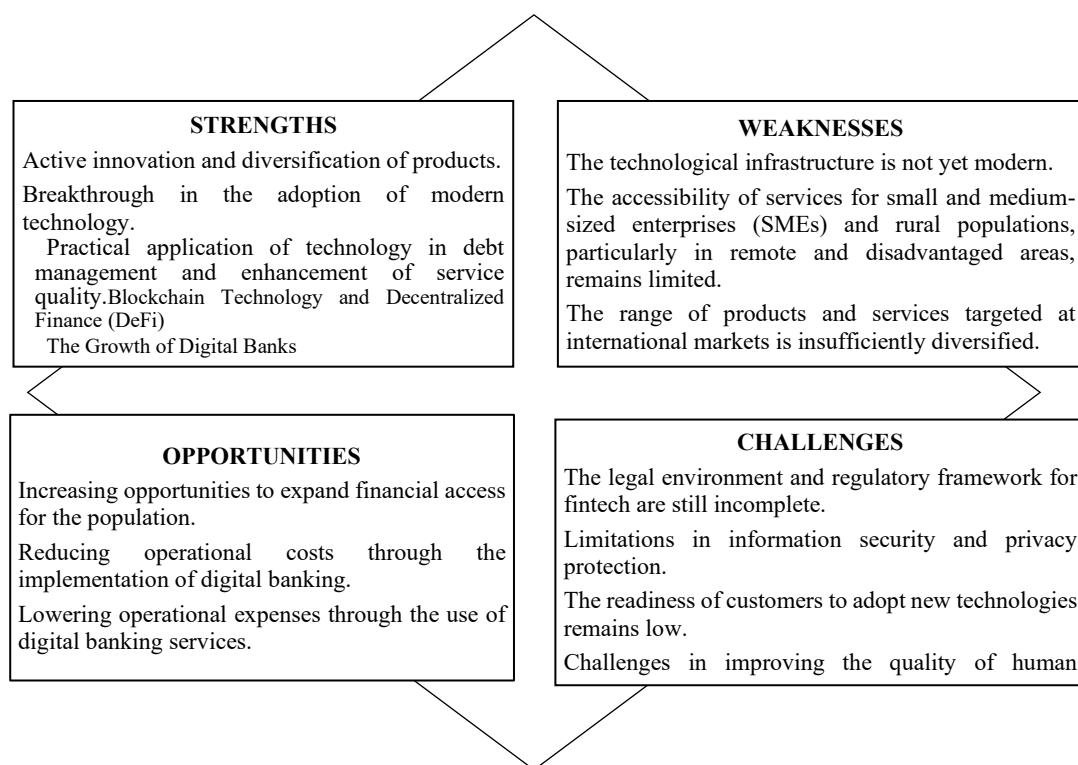 STRENGTHS
Active innovation and diversification of products.
Breakthrough in the adoption of modern
technology.
Practical application of technology in debt
management and enhancement of service
quality.Blockchain Technology and Decentralized
Finance (DeFi)
The Growth of Digital Banks
WEAKNESSES
The technological infrastructure is not yet modern.
The accessibility of services for small and medium-
sized enterprises (SMEs) and rural populations,
particularly in remote and disadvantaged areas,
remains limited.
The range of products and services targeted at
international markets is insufficiently diversified.
OPPORTUNITIES
Increasing opportunities to expand financial access
for the population.
Reducing operational costs through the
implementation of digital banking.
Lowering operational expenses through the use of
digital banking services.
CHALLENGES
The legal environment and regulatory framework for
fintech are still incomplete.
Limitations in information security and privacy
protection.
The readiness of customers to adopt new technologies
remains low.
Challenges in improving the quality of human